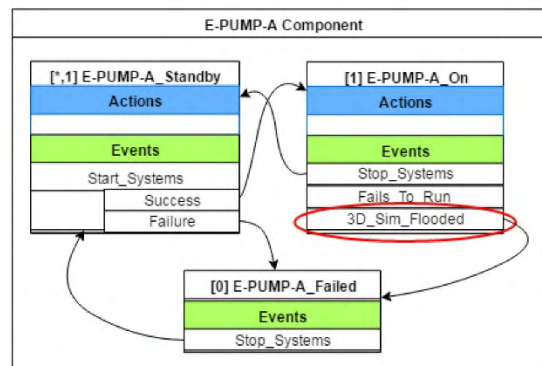 E-PUMP-A Component
[*,1] E-PUMP-A_Standby
Actions
Events
Start_Systems
Success
Failure
[1] E-PUMP-A_On
Actions
Events
Stop_Systems
Fails_To_Run
3D_Sim_Flooded
[0] E-PUMP-A_Failed
Events
Stop_Systems